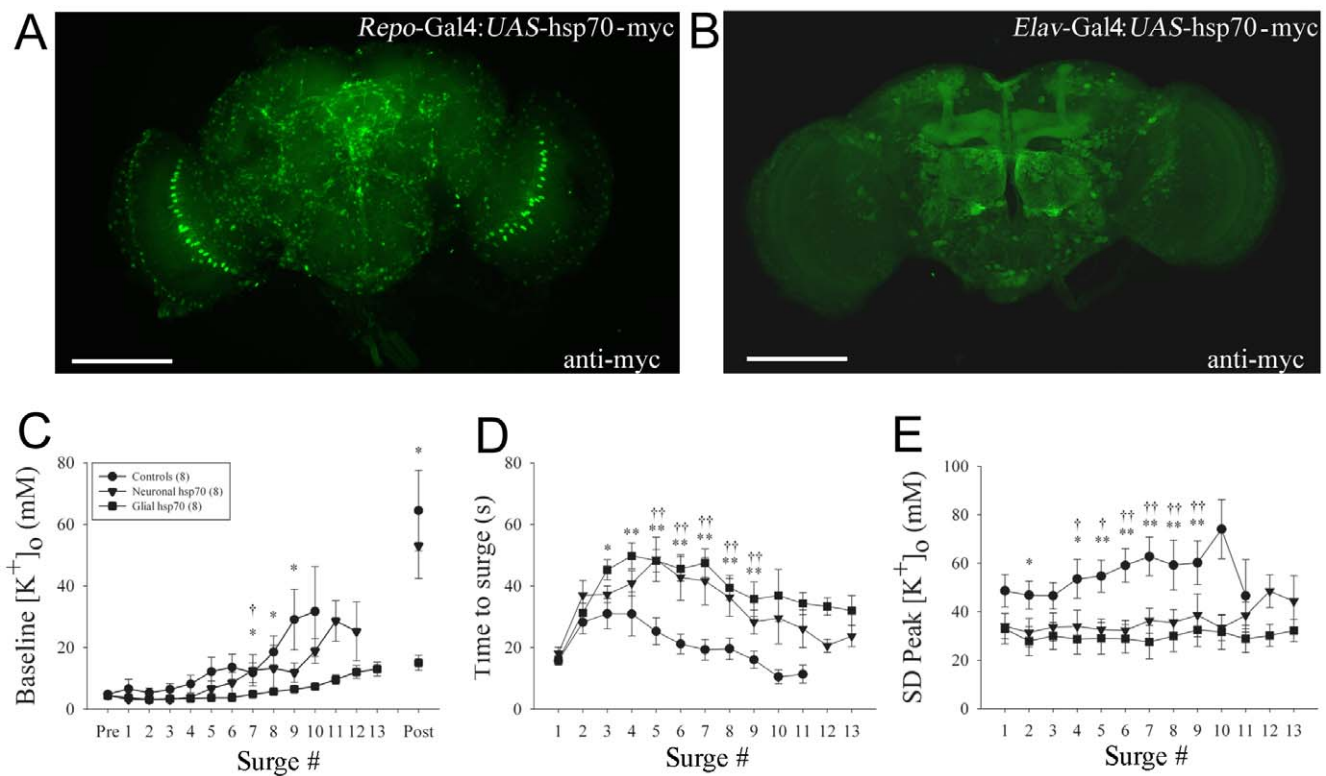 A
Repo-Gal4:UAS-hsp70-myc
anti-myc
B
Elav-Gal4:UAS-hsp70-myc
anti-myc
C
Baseline [K+]o (mM)
80
60
40
20
0
Controls (8)
Neuronal hsp70 (8)
Glial hsp70 (8)
*
*
*
†
*
Pre 1 2 3 4 5 6 7 8 9 10 11 12 13 Post
Surge #
D
Time to surge (s)
80
60
40
20
0
†† †† †† †† ††
* ** ** ** ** ** **
1 2 3 4 5 6 7 8 9 10 11 12 13
Surge #
E
SD Peak [K+]o (mM)
100
80
60
40
20
0
† † †† †† †† ††
* * ** ** ** ** **
1 2 3 4 5 6 7 8 9 10 11 12 13
Surge #